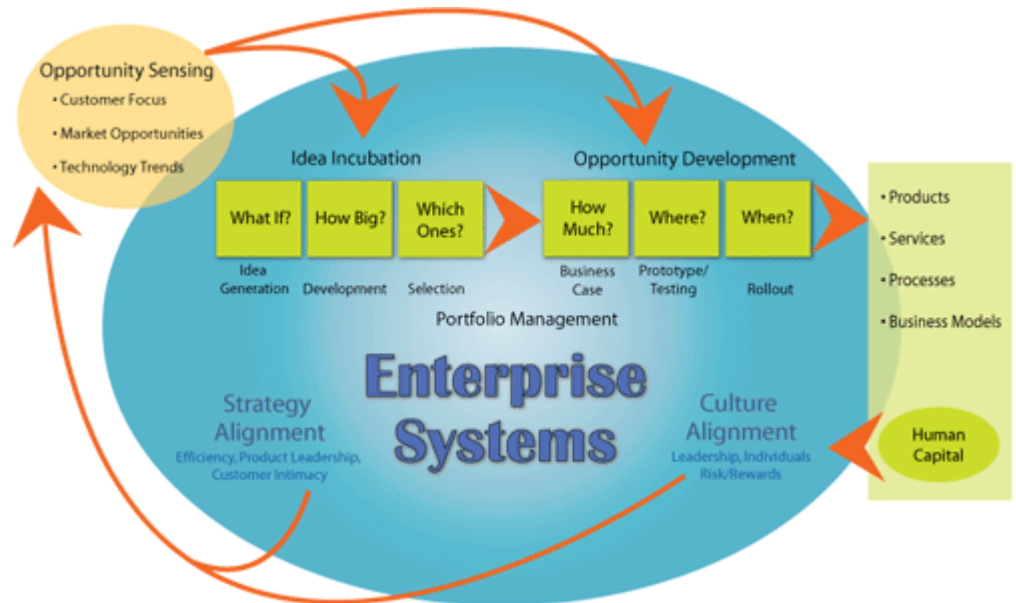 Opportunity Sensing
• Customer Focus
• Market Opportunities
• Technology Trends
Idea Incubation
Opportunity Development
What If?
How Big?
Which
Ones?
How
Much?
Where?
When?
Idea
Generation
Development
Selection
Business
Case
Prototype/
Testing
Rollout
Portfolio Management
• Products
• Services
• Processes
• Business Models
Enterprise
Systems
Strategy
Alignment
Efficiency, Product Leadership,
Customer Intimacy
Culture
Alignment
Leadership, Individuals
Risk/Rewards
Human
Capital